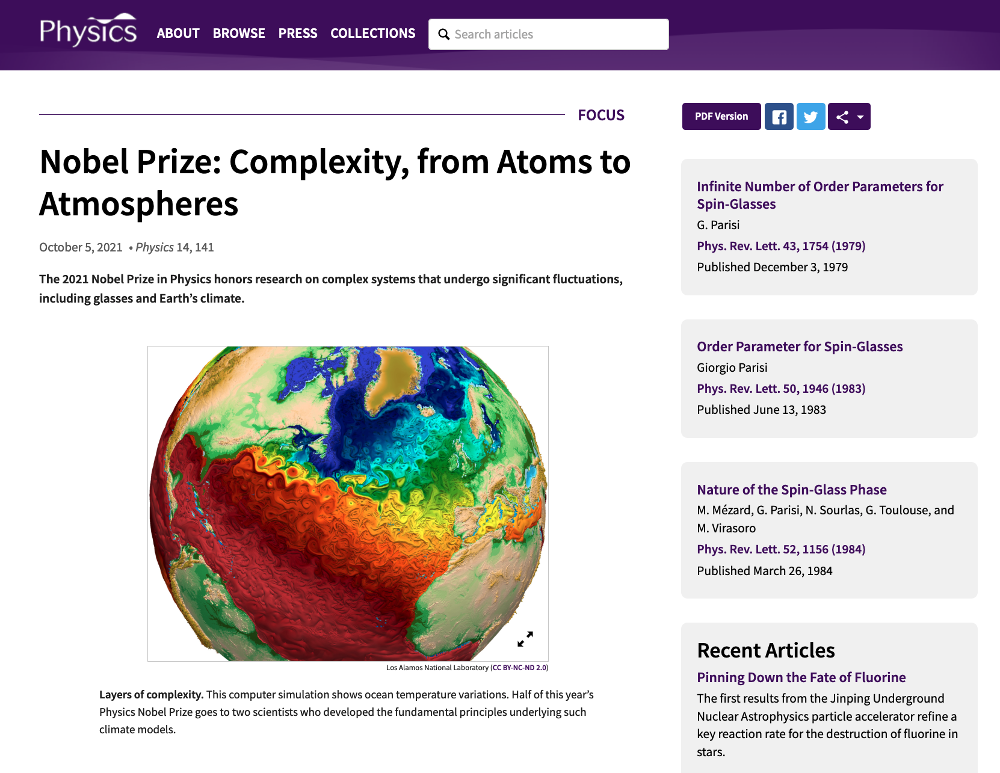 Physics
ABOUT BROWSE PRESS COLLECTIONS
Search articles
FOCUS
Nobel Prize: Complexity, from Atoms to
Atmospheres
October 5, 2021 • Physics 14, 141
The 2021 Nobel Prize in Physics honors research on complex systems that undergo significant fluctuations,
including glasses and Earth’s climate.
Los Alamos National Laboratory (CC BY-NC-ND 2.0)
Layers of complexity. This computer simulation shows ocean temperature variations. Half of this year’s
Physics Nobel Prize goes to two scientists who developed the fundamental principles underlying such
climate models.
PDF Version
Infinite Number of Order Parameters for
Spin-Glasses
G. Parisi
Phys. Rev. Lett. 43, 1754 (1979)
Published December 3, 1979
Order Parameter for Spin-Glasses
Giorgio Parisi
Phys. Rev. Lett. 50, 1946 (1983)
Published June 13, 1983
Nature of the Spin-Glass Phase
M. Mézard, G. Parisi, N. Sourlas, G. Toulouse, and
M. Virasoro
Phys. Rev. Lett. 52, 1156 (1984)
Published March 26, 1984
Recent Articles
Pinning Down the Fate of Fluorine
The first results from the Jinping Underground
Nuclear Astrophysics particle accelerator refine a
key reaction rate for the destruction of fluorine in
stars.